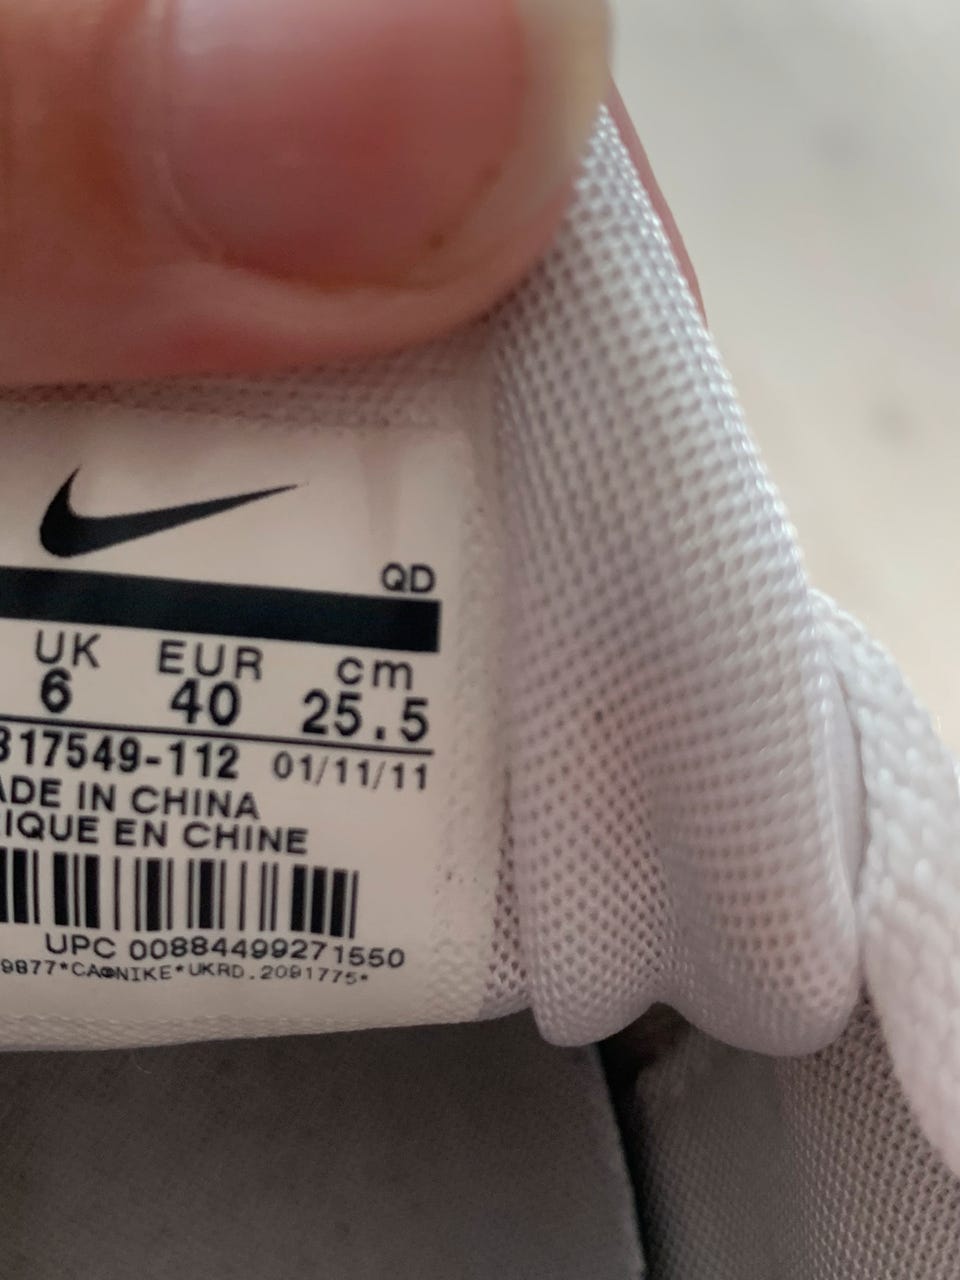 QD
UK EUR cm
6 40 25.5
317549-112 01/11/11
ADE IN CHINA
IQUE EN CHINE
UPC 00884499271550
9877*CA@NIKE*UKRD.2091775*